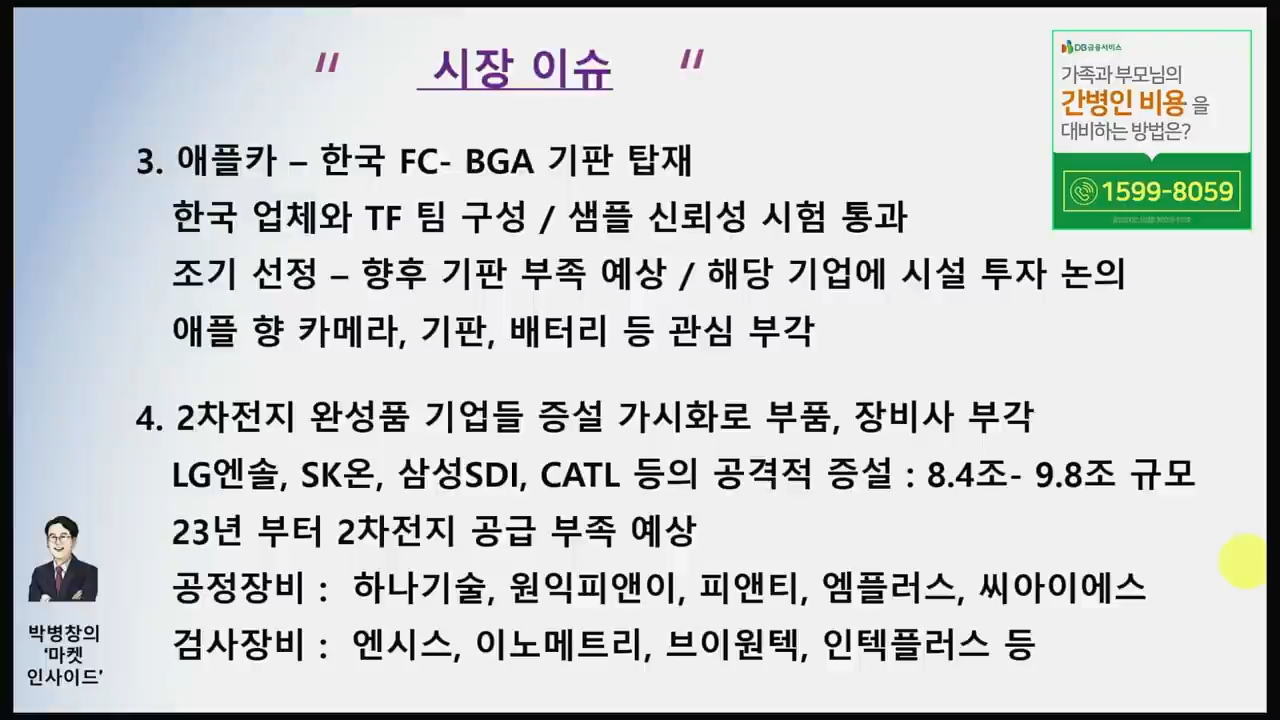 " 시장 이슈 "
DB금융서비스
가족과 부모님의
간병인 비용 을
대비하는 방법은?
1599-8059
3. 애플카 – 한국 FC- BGA 기판 탑재
한국 업체와 TF 팀 구성 / 샘플 신뢰성 시험 통과
조기 선정 – 향후 기판 부족 예상 / 해당 기업에 시설 투자 논의
애플 향 카메라, 기판, 배터리 등 관심 부각
4. 2차전지 완성품 기업들 증설 가시화로 부품, 장비사 부각
LG엔솔, SK온, 삼성SDI, CATL 등의 공격적 증설 : 8.4조- 9.8조 규모
23년 부터 2차전지 공급 부족 예상
공정장비 : 하나기술, 원익피앤이, 피앤티, 엠플러스, 씨아이에스
검사장비 : 엔시스, 이노메트리, 브이원텍, 인텍플러스 등
박병창의
'마켓
인사이드'